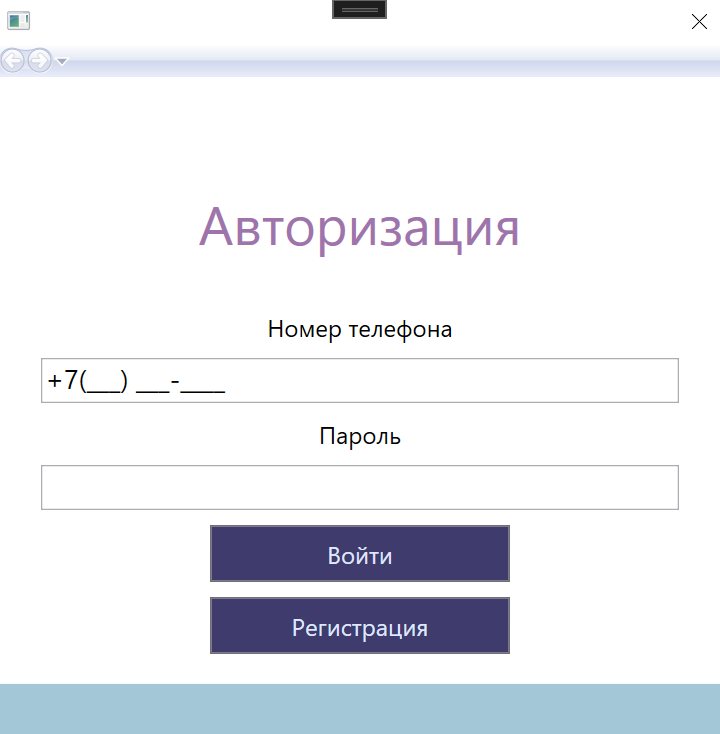 Авторизация
Номер телефона
+7(___) ___-____
Пароль
Войти
Регистрация